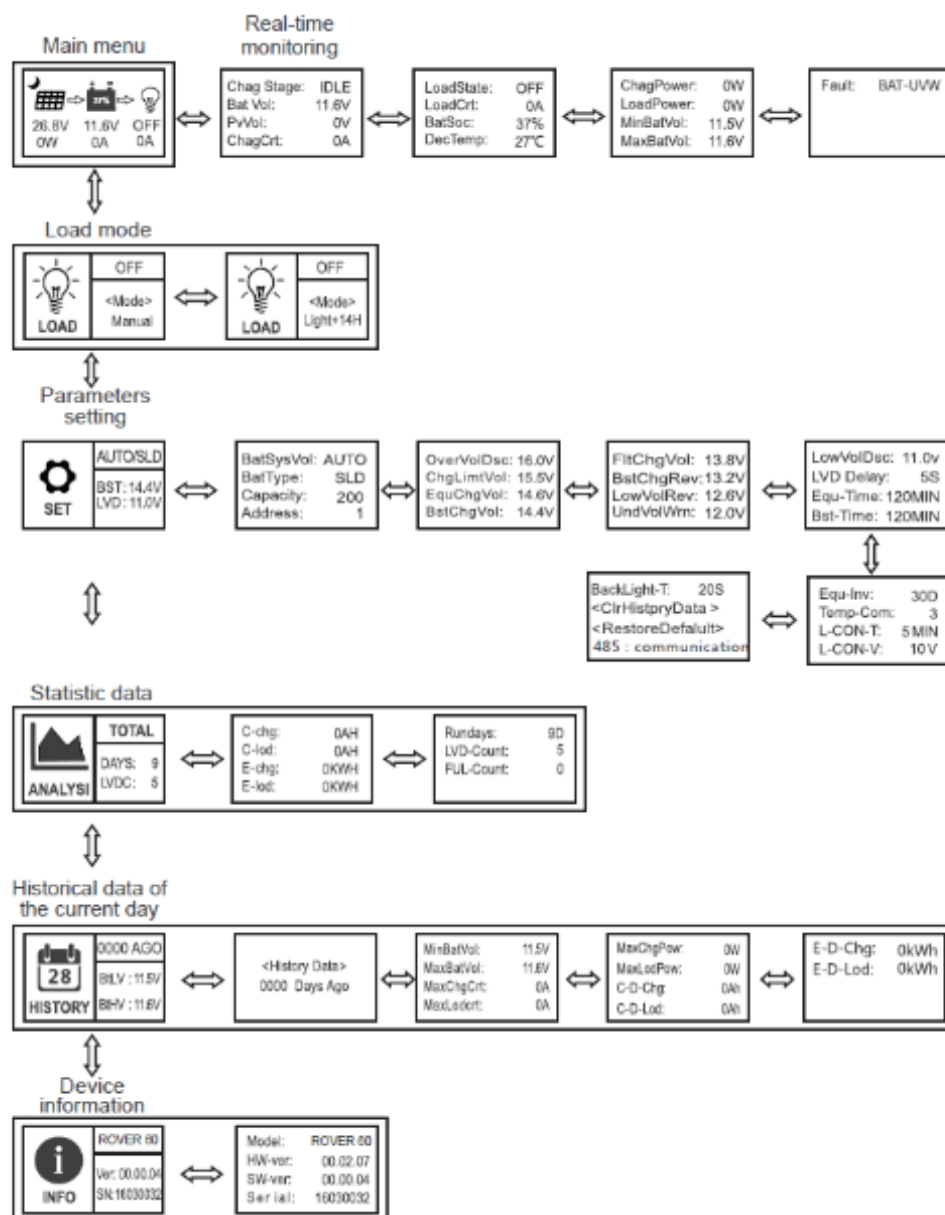 Real-time
monitoring
Main menu
37%
26.8V 11.6V OFF
0W 0A 0A
Chag Stage: IDLE
Bat Vol: 11.6V
PvVol: 0V
ChagCrt: 0A
LoadState: OFF
LoadCrt: 0A
BatSoc: 37%
DecTemp: 27℃
ChagPower: 0W
LoadPower: 0W
MinBatVol: 11.5V
MaxBatVol: 11.6V
Fault: BAT-UVW
Load mode
LOAD
OFF
<Mode>
Manual
LOAD
OFF
<Mode>
Light+14H
Parameters
setting
SET
AUTO/SLD
BST: 14.4V
LVD: 11.0V
BatSysVol: AUTO
BatType: SLD
Capacity: 200
Address: 1
OverVolDsc: 16.0V
ChgLimtVol: 15.5V
EquChgVol: 14.6V
BstChgVol: 14.4V
FltChgVol: 13.8V
BstChgRev: 13.2V
LowVolRev: 12.6V
UndVolWrn: 12.0V
LowVolDsc: 11.0v
LVD Delay: 5S
Equ-Time: 120MIN
Bst-Time: 120MIN
BackLight-T: 20S
<ClrHistpryData >
<RestoreDefalult>
485 : communication
Equ-Inv: 30D
Temp-Com: 3
L-CON-T: 5MIN
L-CON-V: 10V
Statistic data
ANALYSI
TOTAL
DAYS: 9
LVDC: 5
C-chg: 0AH
C-lod: 0AH
E-chg: 0KWH
E-lod: 0KWH
Rundays: 9D
LVD-Count: 5
FUL-Count: 0
Historical data of
the current day
28
HISTORY
0000 AGO
BtLV : 11.5V
BtHV : 11.6V
<History Data>
0000 Days Ago
MinBatVol: 11.5V
MaxBatVol: 11.6V
MaxChgCrt: 0A
MaxLodcrt: 0A
MaxChgPow: 0W
MaxLodPow: 0W
C-D-Chg: 0Ah
C-D-Lod: 0Ah
E-D-Chg: 0kWh
E-D-Lod: 0kWh
Device
information
i
INFO
ROVER 60
Ver: 00.00.04
SN:16030032
Model: ROVER 60
HW-ver: 00.02.07
SW-ver: 00.00.04
Serial: 16030032